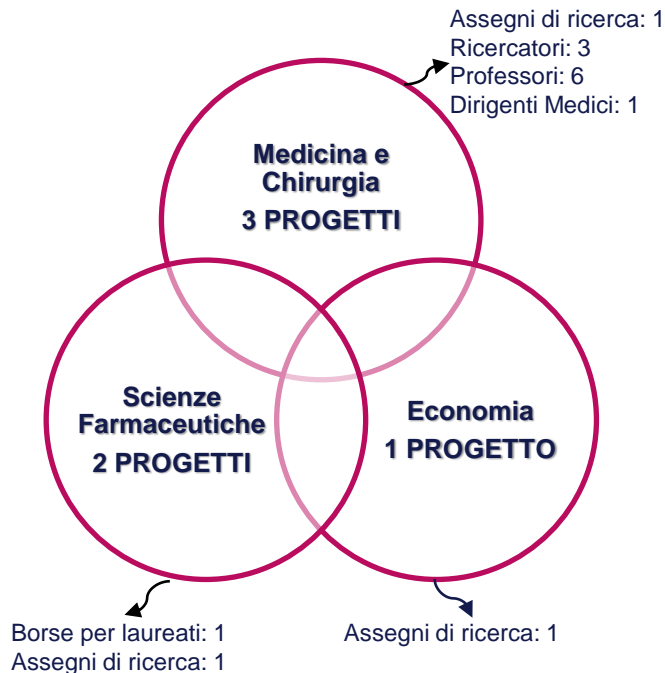 Assegni di ricerca: 1
Ricercatori: 3
Professori: 6
Dirigenti Medici: 1
Medicina e
Chirurgia
3 PROGETTI
Scienze
Farmaceutiche
2 PROGETTI
Economia
1 PROGETTO
Borse per laureati: 1
Assegni di ricerca: 1
Assegni di ricerca: 1